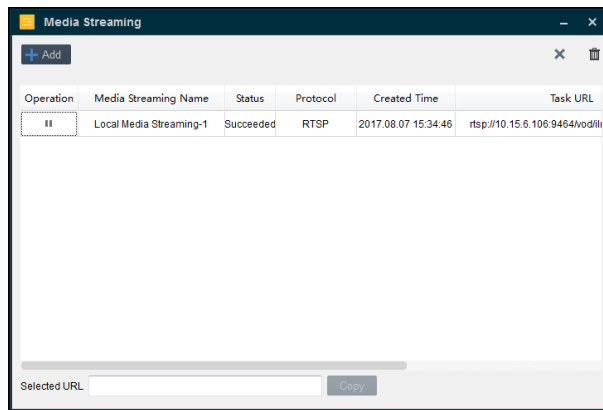 Media Streaming
Add
Operation Media Streaming Name Status Protocol Created Time Task URL
Local Media Streaming-1 Succeeded RTSP 2017.08.07 15:34:46 rtsp://10.15.6.106:9464/vod/ili
Selected URL Copy